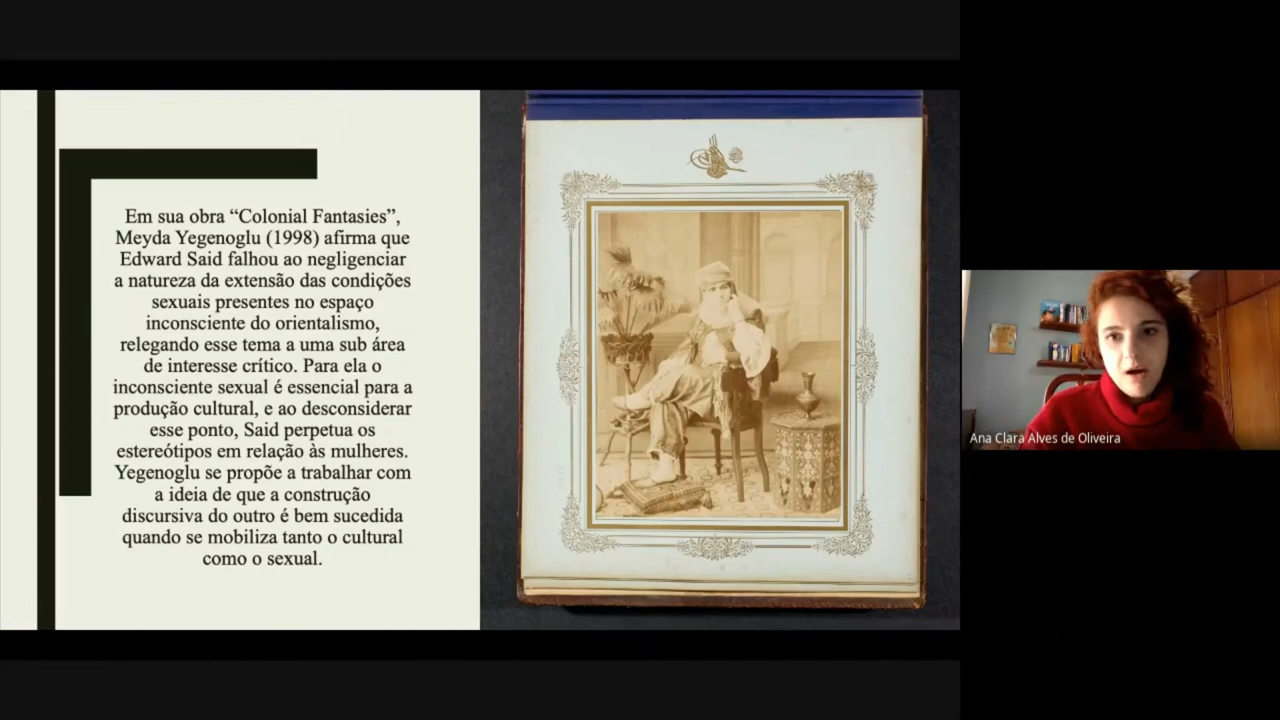 Em sua obra “Colonial Fantasies”,
Meyda Yegenoglu (1998) afirma que
Edward Said falhou ao negligenciar
a natureza da extensão das condições
sexuais presentes no espaço
inconsciente do orientalismo,
relegando esse tema a uma sub área
de interesse crítico. Para ela o
inconsciente sexual é essencial para a
produção cultural, e ao desconsiderar
esse ponto, Said perpetua os
estereótipos em relação às mulheres.
Yegenoglu se propõe a trabalhar com
a ideia de que a construção
discursiva do outro é bem sucedida
quando se mobiliza tanto o cultural
como o sexual.
Ana Clara Alves de Oliveira